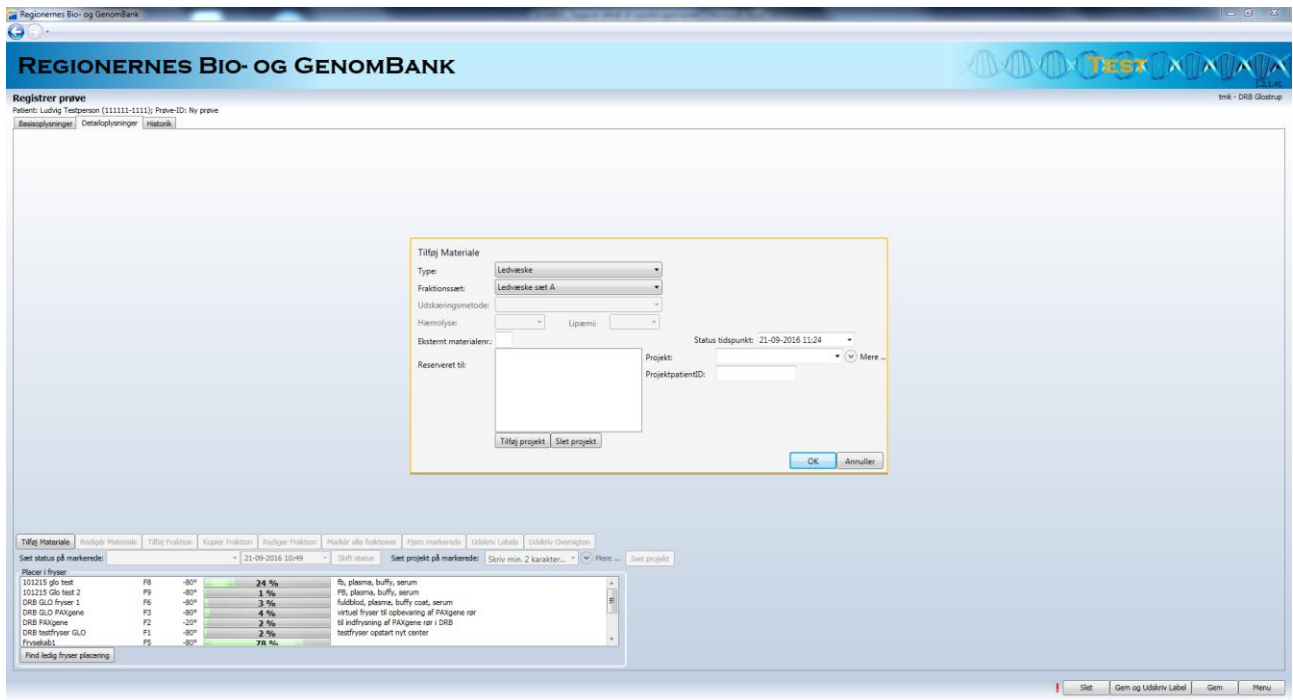 Regionernes Bio- og GenomBank
REGIONERNES BIO- OG GENOMBANK
TEST
1.2.1.41
Registrer prøve
tmk - DRB Glostrup
Patient: Ludvig Testperson (111111-1111); Prøve-ID: Ny prøve
Basisoplysninger Detailoplysninger Historik
Tilføj Materiale
Type: Ledvæske
Fraktionssæt: Ledvæske sæt A
Udskæringsmetode:
Hæmolyse: Lipæmi:
Eksternt materialenr.: Status tidspunkt: 21-09-2016 11:24
Reserveret til: Projekt: Mere ...
ProjektpatientID:
Tilføj projekt Slet projekt
OK Annuller
Tilføj Materiale Redigér Materiale Tilføj Fraktion Kopier Fraktion Rediger Fraktion Markér alle fraktioner Fjern markerede Udskriv Labels Udskriv Oversigten
Sæt status på markerede: 21-09-2016 10:49 Skift status Sæt projekt på markerede: Skriv min. 2 karakter... Mere ... Sæt projekt
Placer i fryser
101215 glo test F8 -80° 24 % fb, plasma, buffy, serum
101215 Glo test 2 F9 -80° 1 % FB, plasma, buffy, serum
DRB GLO fryser 1 F6 -80° 3 % fuldblod, plasma, buffy coat, serum
DRB GLO PAXgene F3 -80° 4 % virtuel fryser til opbevaring af PAXgene rør
DRB PAXgene F2 -20° 2 % til indfrysning af PAXgene rør i DRB
DRB testfryser GLO F1 -80° 2 % testfryser opstart nyt center
Frysekab1 F5 -80° 78 %
Find ledig fryser placering
! Slet Gem og Udskriv Label Gem Menu